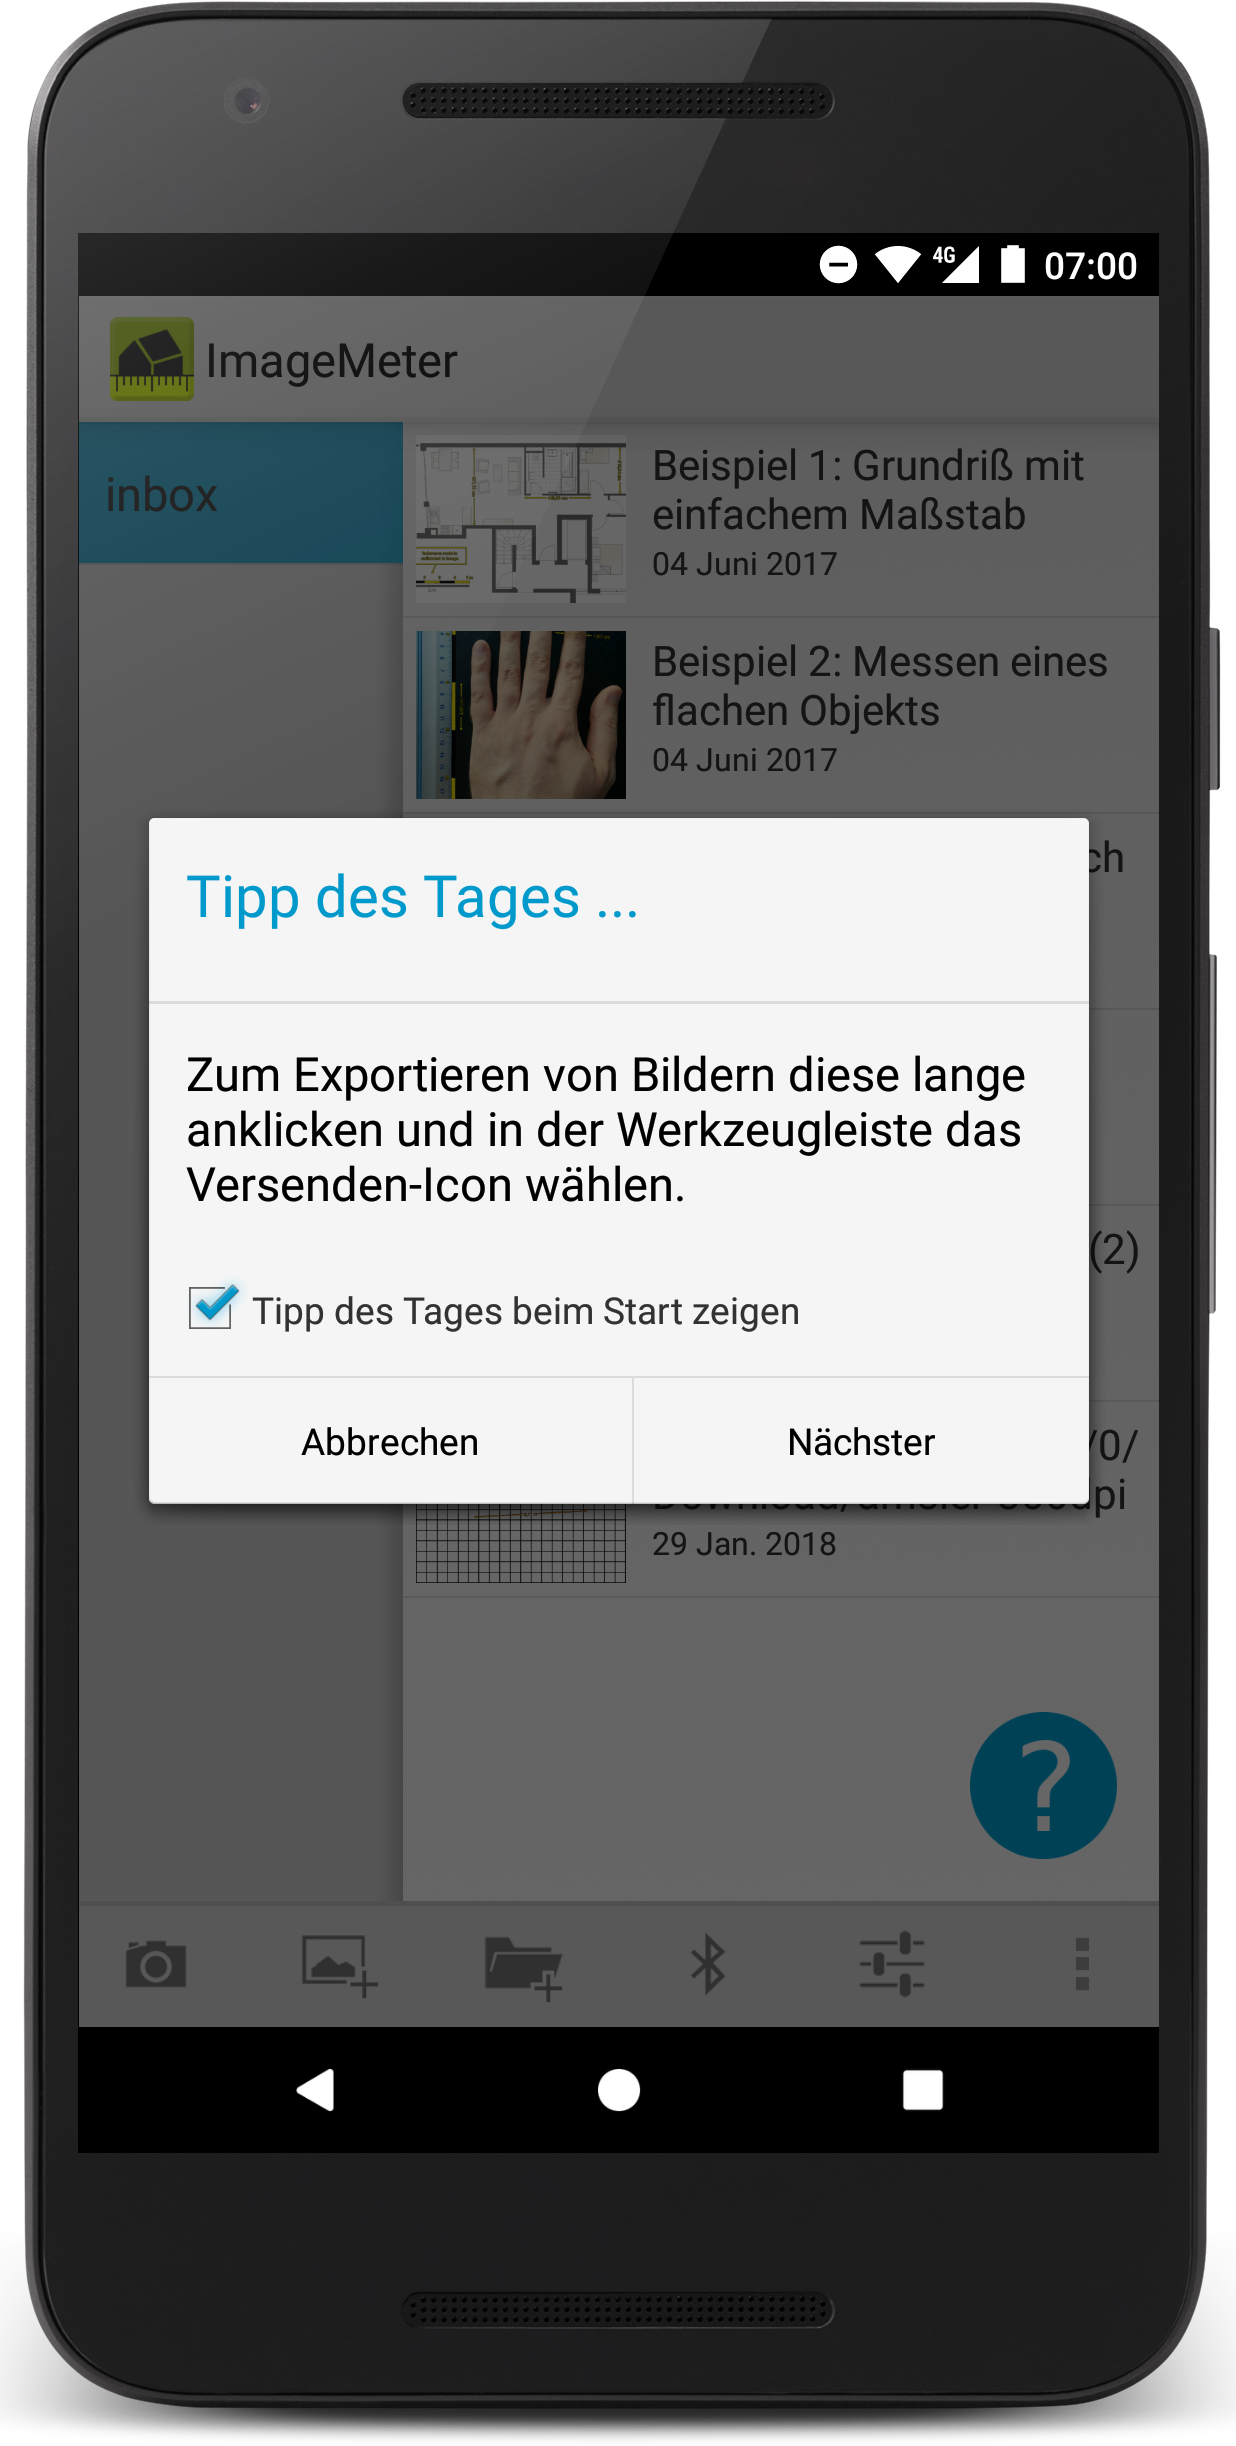 4G 07:00
ImageMeter
inbox
Beispiel 1: Grundriß mit
einfachem Maßstab
04 Juni 2017
Beispiel 2: Messen eines
flachen Objekts
04 Juni 2017
ch
Tipp des Tages ...
Zum Exportieren von Bildern diese lange
anklicken und in der Werkzeugleiste das
Versenden-Icon wählen.
(2)
Tipp des Tages beim Start zeigen
Abbrechen
Nächster
/0/
29 Jan. 2018
?